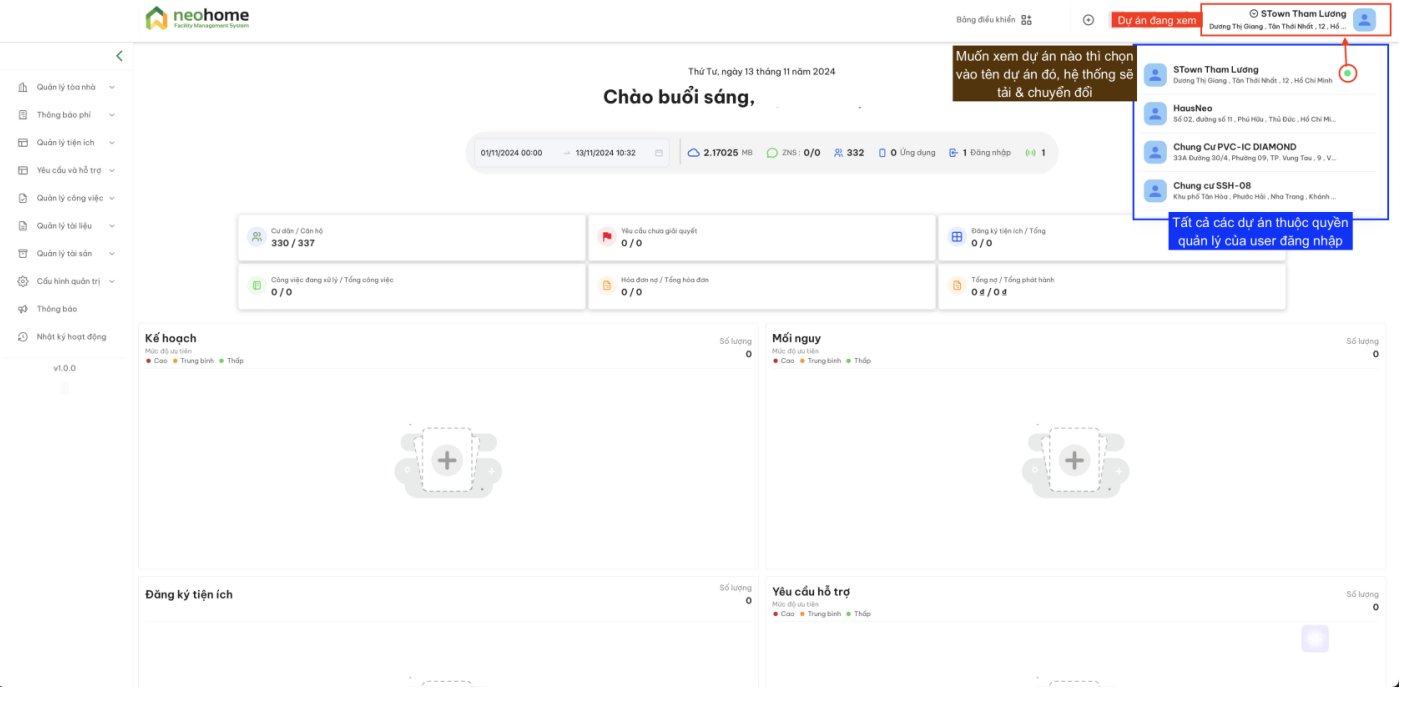 neohome
Facility Management System
Bảng điều khiển
Dự án đang xem
STown Tham Lương
Dương Thị Giang , Tân Thới Nhất , 12 , Hồ ...
Muốn xem dự án nào thì chọn
vào tên dự án đó, hệ thống sẽ
tải & chuyển đổi
STown Tham Lương
Dương Thị Giang , Tân Thới Nhất , 12 , Hồ Chí Minh
HausNeo
Số 02, đường số 11 , Phú Hữu , Thủ Đức , Hồ Chí Mi...
Chung Cư PVC-IC DIAMOND
33A Đường 30/4, Phường 09, TP. Vung Tau , 9 , V...
Chung cư SSH-08
Khu phố Tân Hòa , Phước Hải , Nha Trang , Khánh ...
Tất cả các dự án thuộc quyền
quản lý của user đăng nhập
Quản lý tòa nhà
Thông báo phí
Quản lý tiện ích
Yêu cầu và hỗ trợ
Quản lý công việc
Quản lý tài liệu
Quản lý tài sản
Cấu hình quản trị
Thông báo
Nhật ký hoạt động
v1.0.0
Thứ Tư, ngày 13 tháng 11 năm 2024
Chào buổi sáng,
01/11/2024 00:00 → 13/11/2024 10:32 2.17025 MB ZNS : 0/0 332 0 Ứng dụng 1 Đăng nhập 1
Cư dân / Căn hộ
330 / 337
Yêu cầu chưa giải quyết
0 / 0
Đăng ký tiện ích / Tổng
0 / 0
Công việc đang xử lý / Tổng công việc
0 / 0
Hóa đơn nợ / Tổng hóa đơn
0 / 0
Tổng nợ / Tổng phát hành
0 ₫ / 0 ₫
Kế hoạch
Mức độ ưu tiên
Cao Trung bình Thấp
Số lượng
0
Mối nguy
Mức độ ưu tiên
Cao Trung bình Thấp
Số lượng
0
Đăng ký tiện ích
Số lượng
0
Yêu cầu hỗ trợ
Mức độ ưu tiên
Cao Trung bình Thấp
Số lượng
0